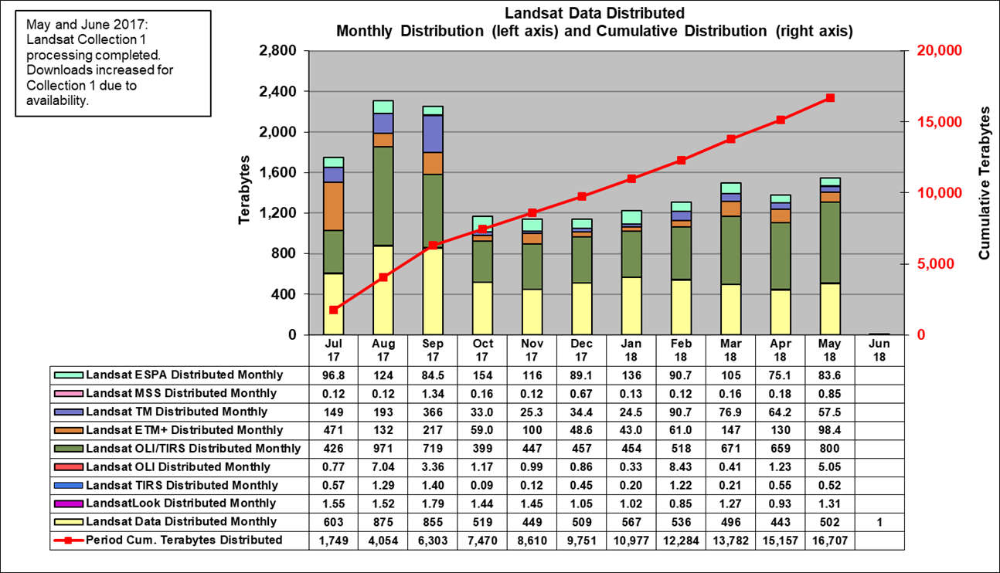 May and June 2017:
Landsat Collection 1
processing completed.
Downloads increased for
Collection 1 due to
availability.
Landsat Data Distributed
Monthly Distribution (left axis) and Cumulative Distribution (right axis)
Terabytes
2,800
2,400
2,000
1,600
1,200
800
400
0
20,000
15,000
10,000
5,000
0
Cumulative Terabytes
Jul Aug Sep Oct Nov Dec Jan Feb Mar Apr May Jun
17 17 17 17 17 17 18 18 18 18 18 18
Landsat ESPA Distributed Monthly 96.8 124 84.5 154 116 89.1 136 90.7 105 75.1 83.6
Landsat MSS Distributed Monthly 0.12 0.12 1.34 0.16 0.12 0.67 0.13 0.12 0.16 0.18 0.85
Landsat TM Distributed Monthly 149 193 366 33.0 25.3 34.4 24.5 90.7 76.9 64.2 57.5
Landsat ETM+ Distributed Monthly 471 132 217 59.0 100 48.6 43.0 61.0 147 130 98.4
Landsat OLI/TIRS Distributed Monthly 426 971 719 399 447 457 454 518 671 659 800
Landsat OLI Distributed Monthly 0.77 7.04 3.36 1.17 0.99 0.86 0.33 8.43 0.41 1.23 5.05
Landsat TIRS Distributed Monthly 0.57 1.29 1.40 0.09 0.12 0.45 0.20 1.22 0.21 0.55 0.52
LandsatLook Distributed Monthly 1.55 1.52 1.79 1.44 1.45 1.05 1.02 0.85 1.27 0.93 1.31
Landsat Data Distributed Monthly 603 875 855 519 449 509 567 536 496 443 502 1
Period Cum. Terabytes Distributed 1,749 4,054 6,303 7,470 8,610 9,751 10,977 12,284 13,782 15,157 16,707